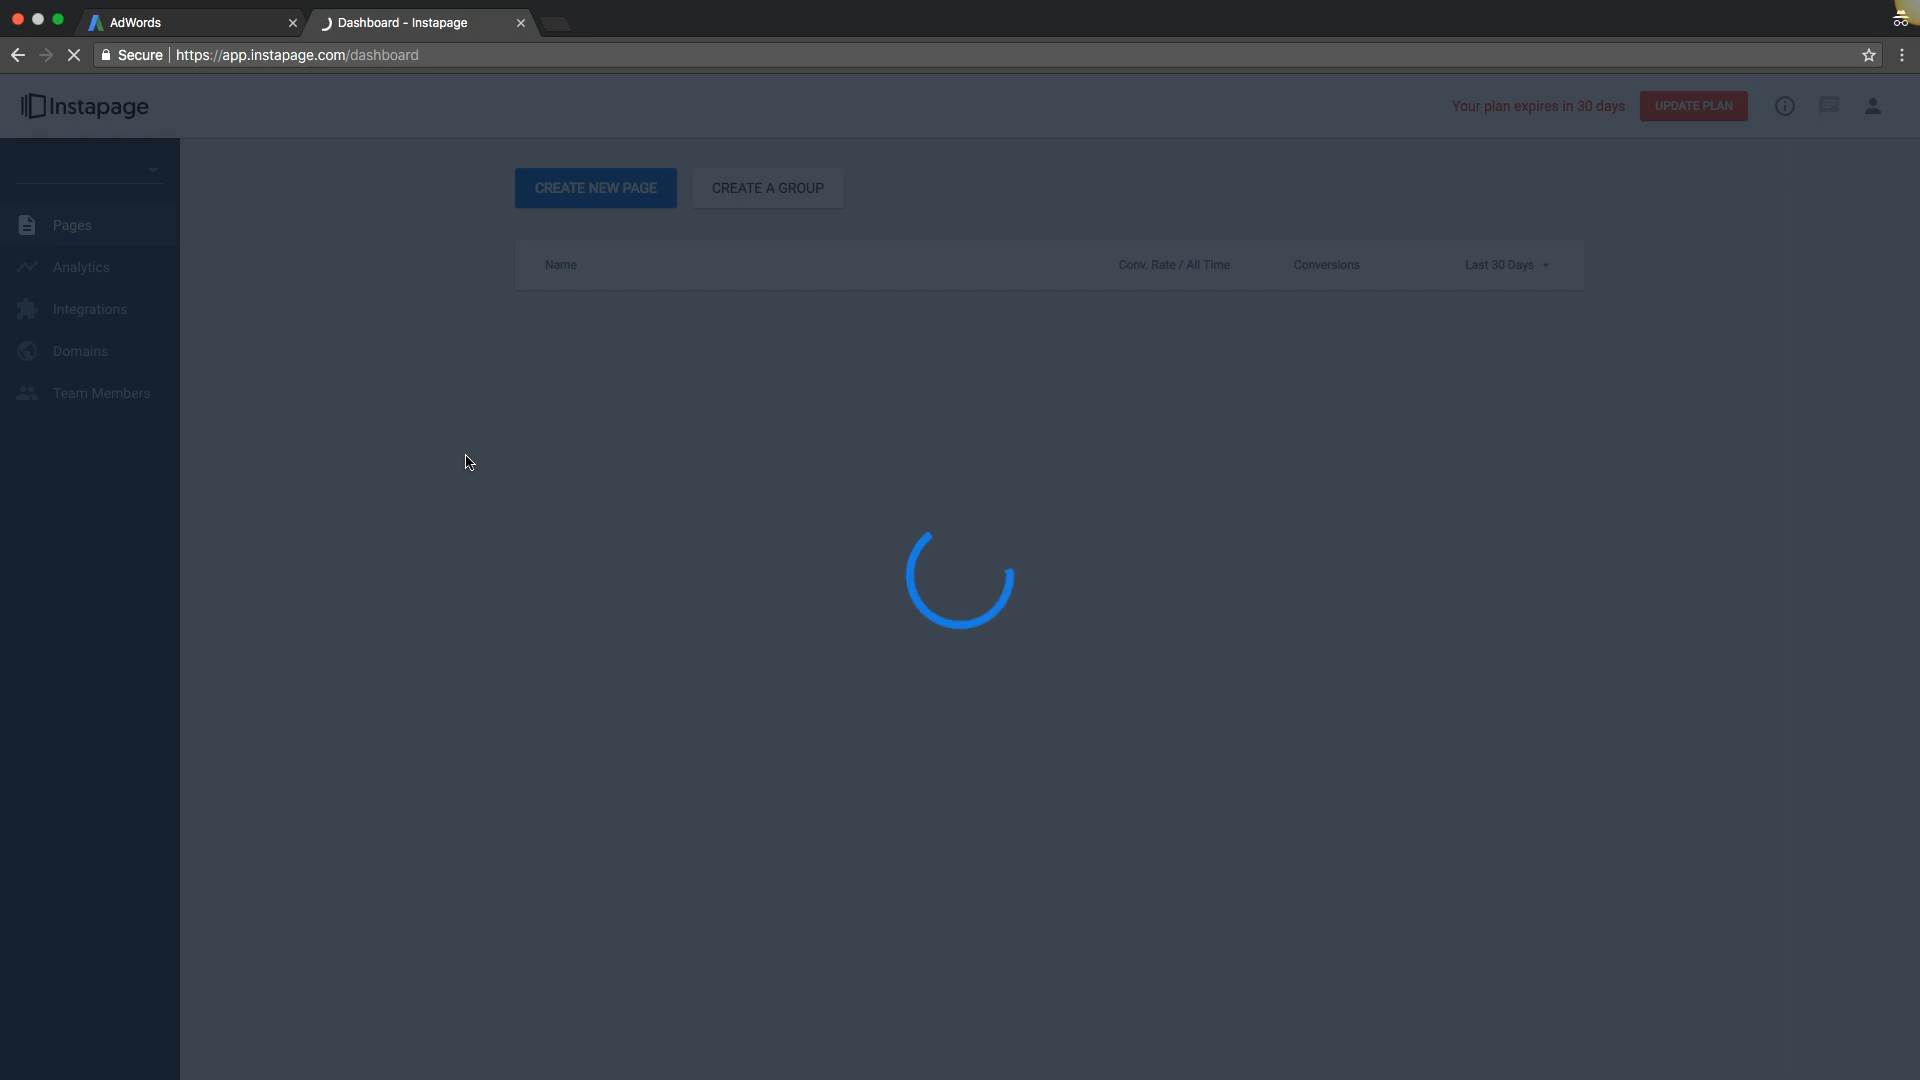 AdWords
Dashboard - Instapage
Secure
https://app.instapage.com/dashboard
Instapage
Your plan expires in 30 days
UPDATE PLAN
CREATE NEW PAGE
CREATE A GROUP
Pages
Analytics
Integrations
Domains
Team Members
Name
Conv. Rate / All Time
Conversions
Last 30 Days